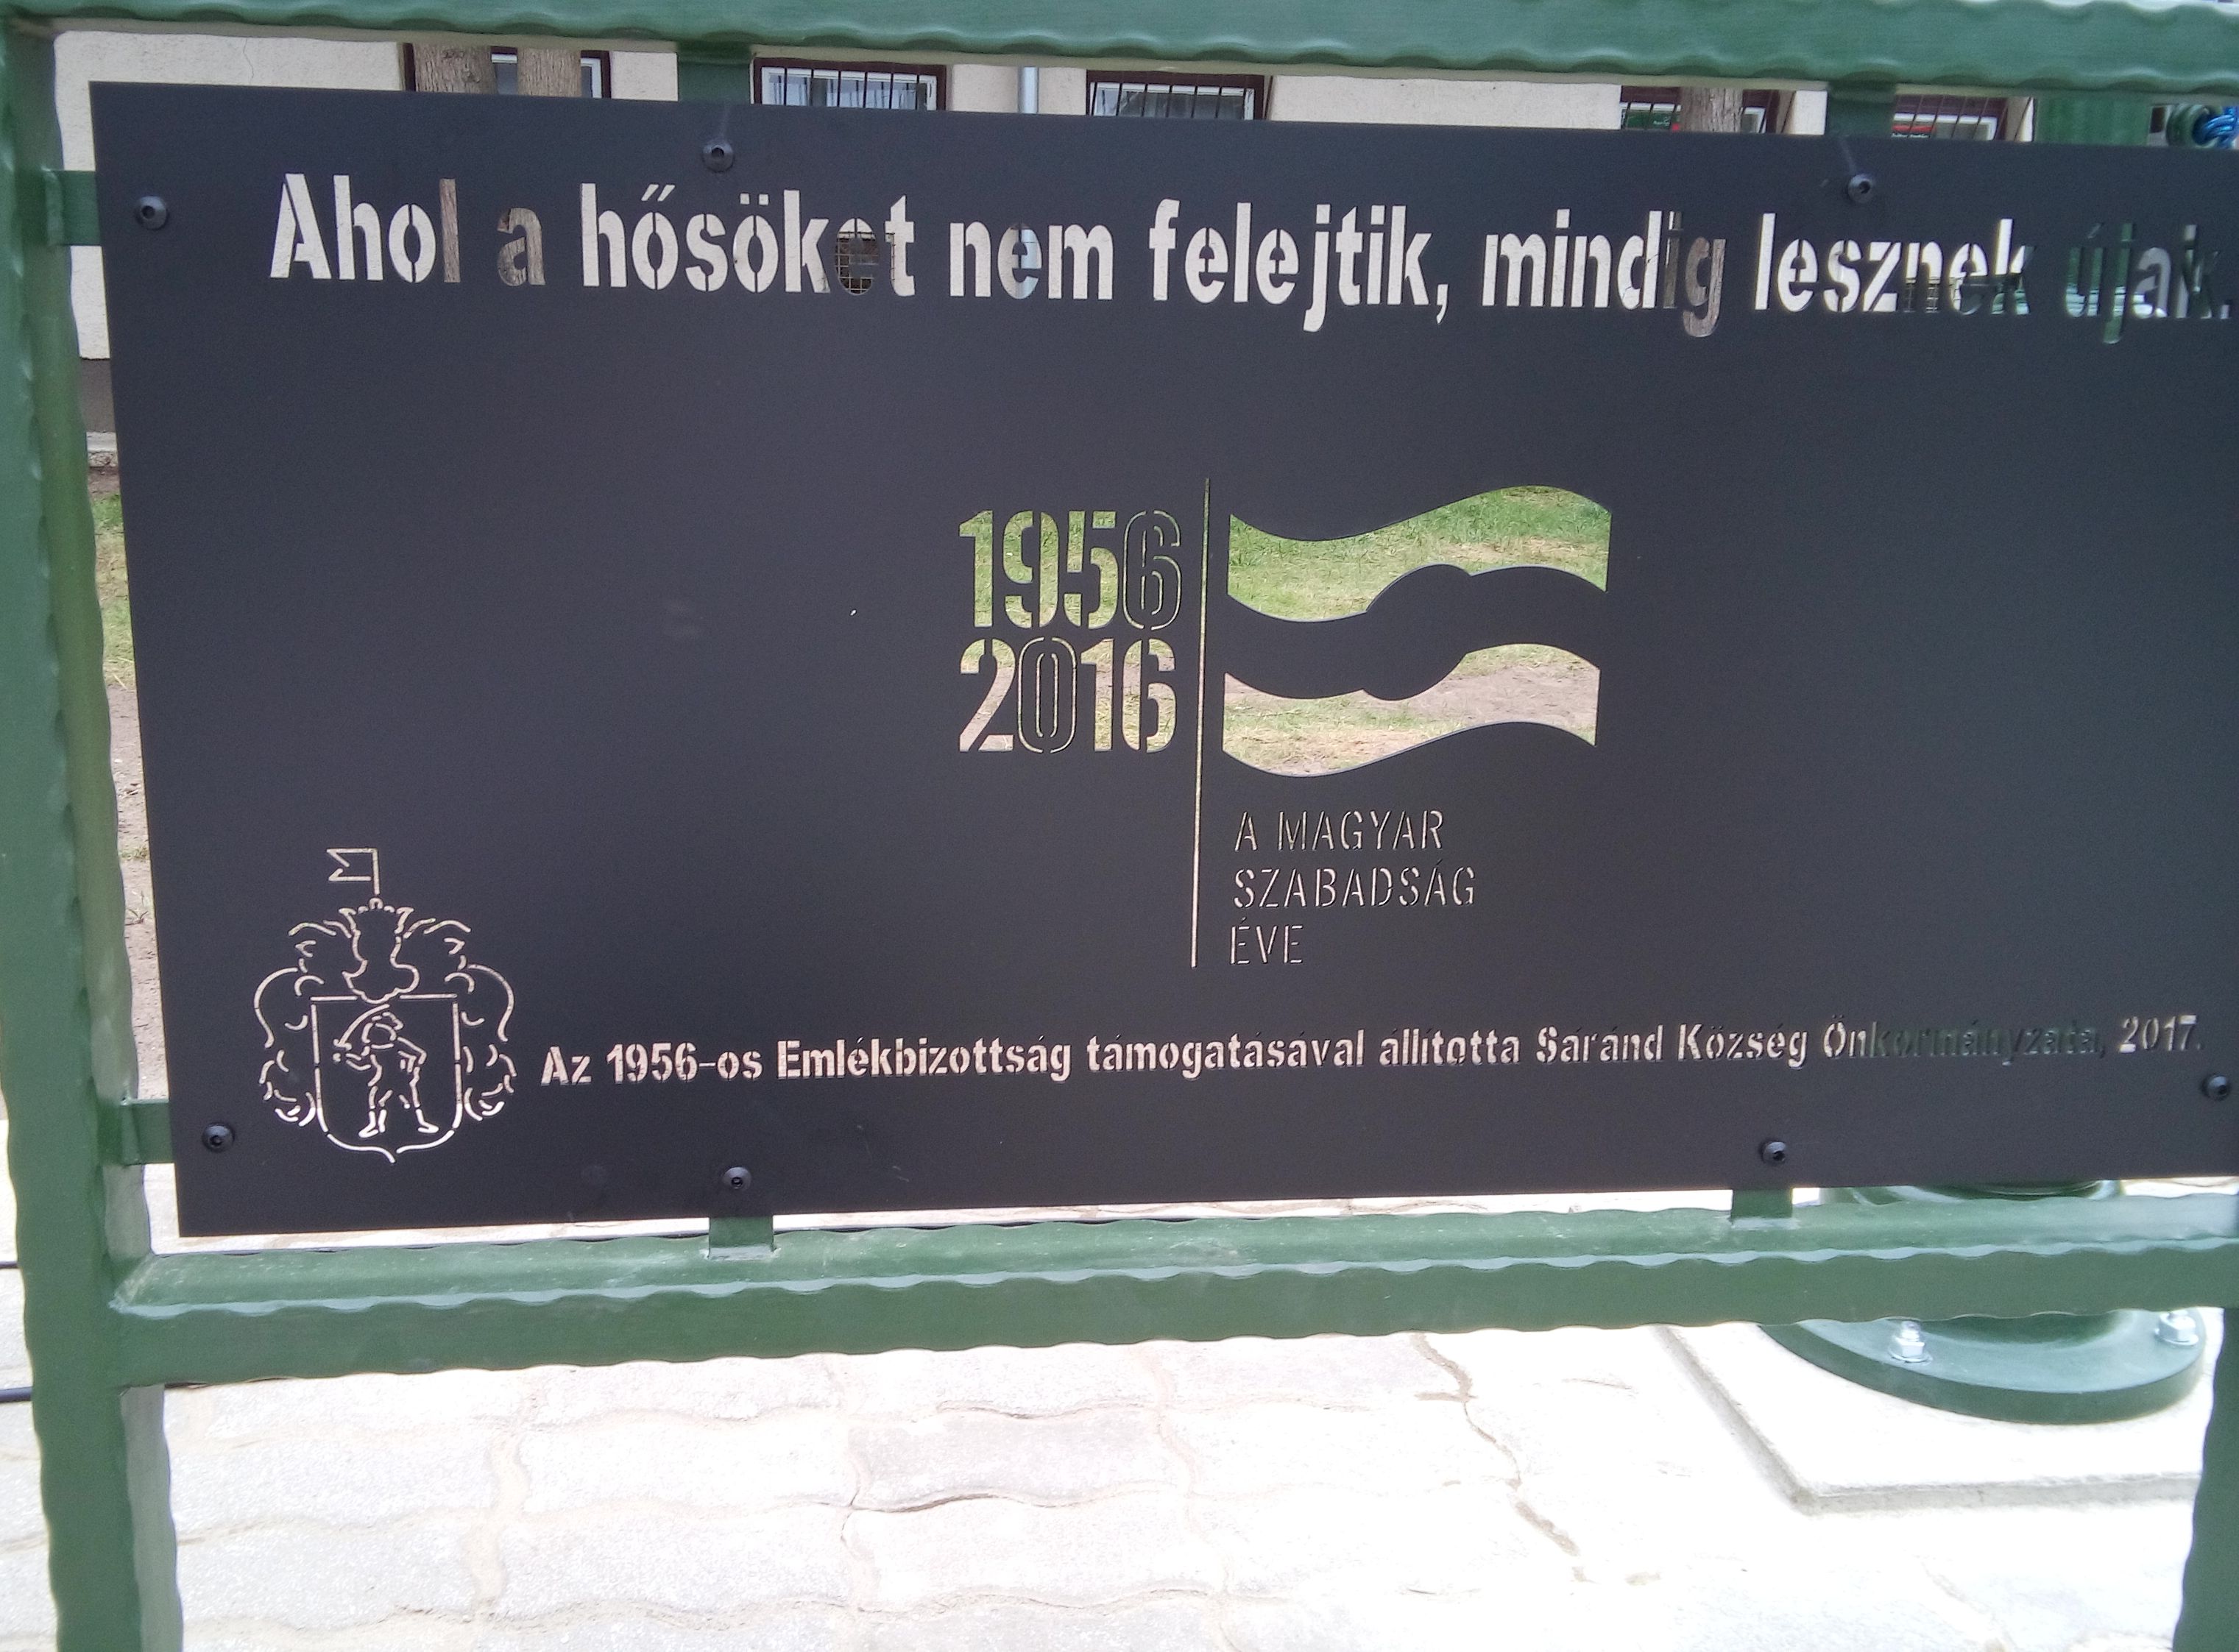 Ahol a hősöket nem felejtik, mindig lesznek újak.
1956
2016
A MAGYAR
SZABADSÁG
ÉVE
Az 1956-os Emlékbizottság támogatásával állította Sáránd Község Önkormányzata, 2017.